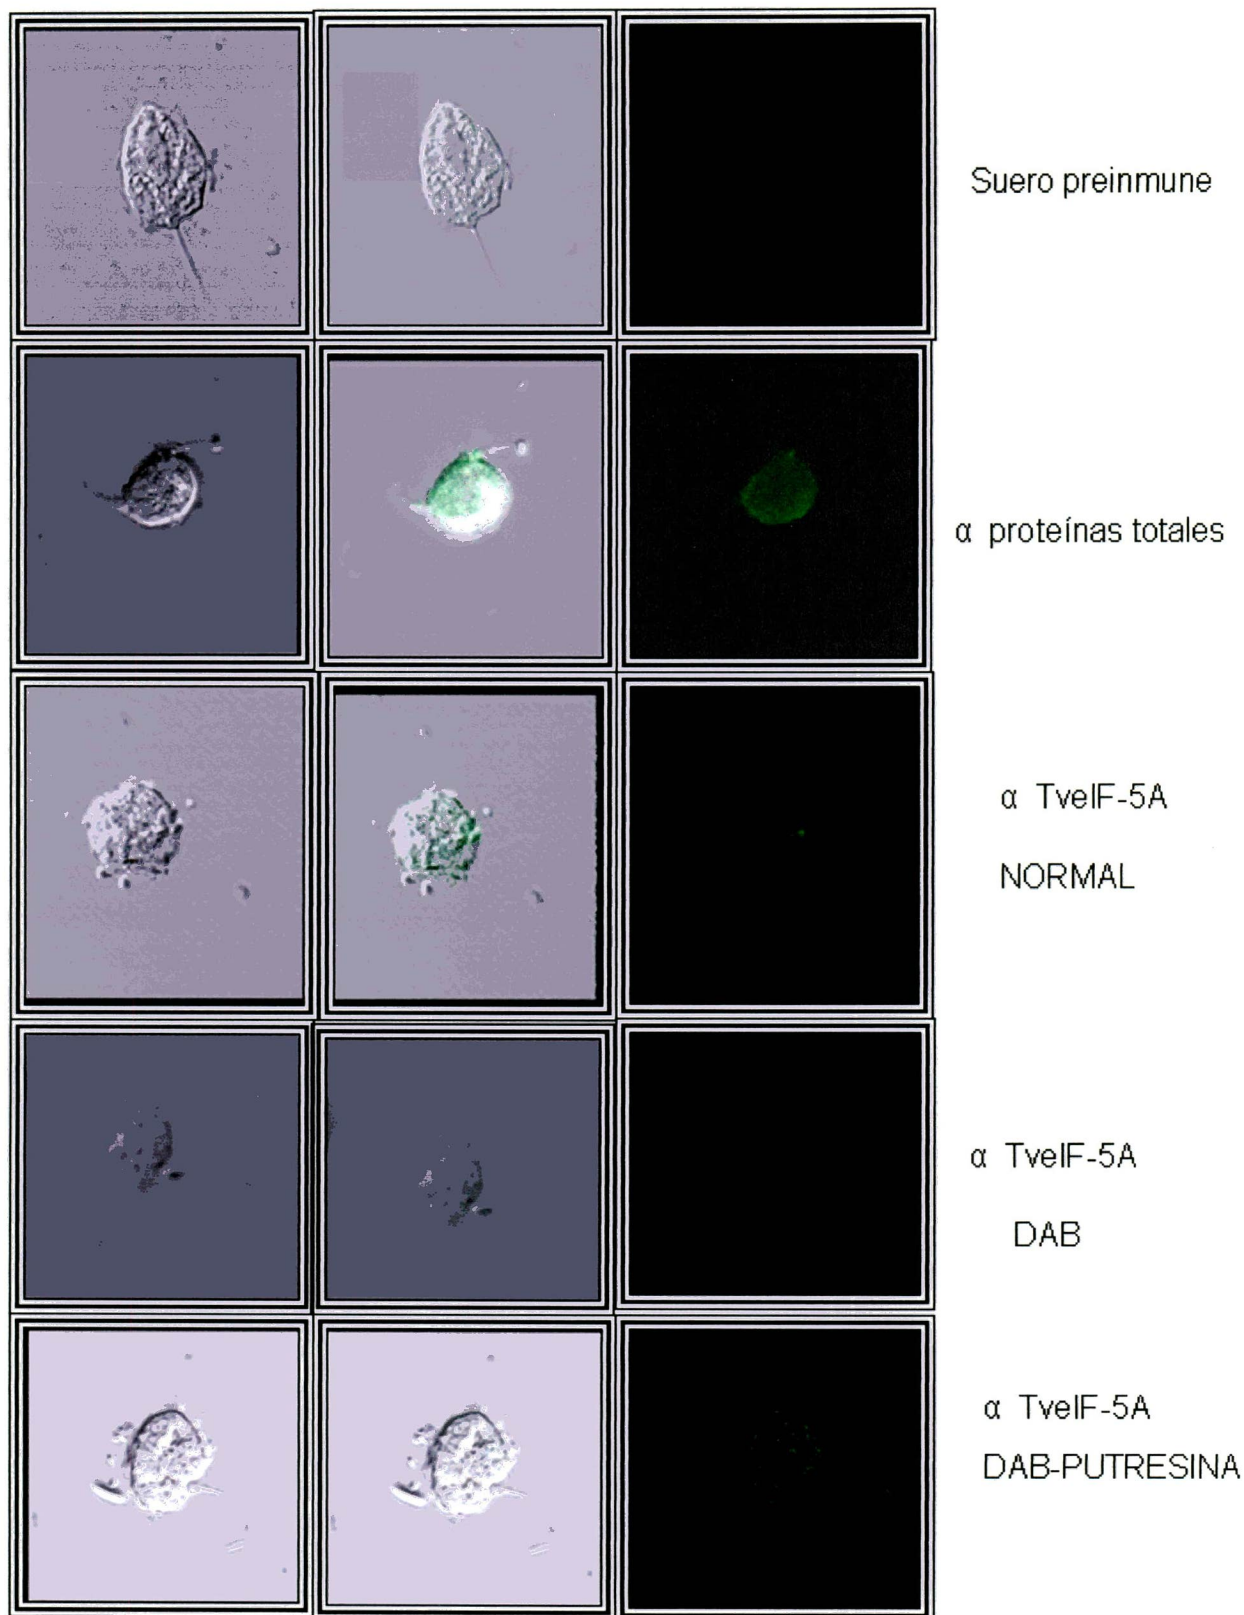 Suero preinmune
α proteínas totales
α TveIF-5A
NORMAL
α TveIF-5A
DAB
α TveIF-5A
DAB-PUTRESINA